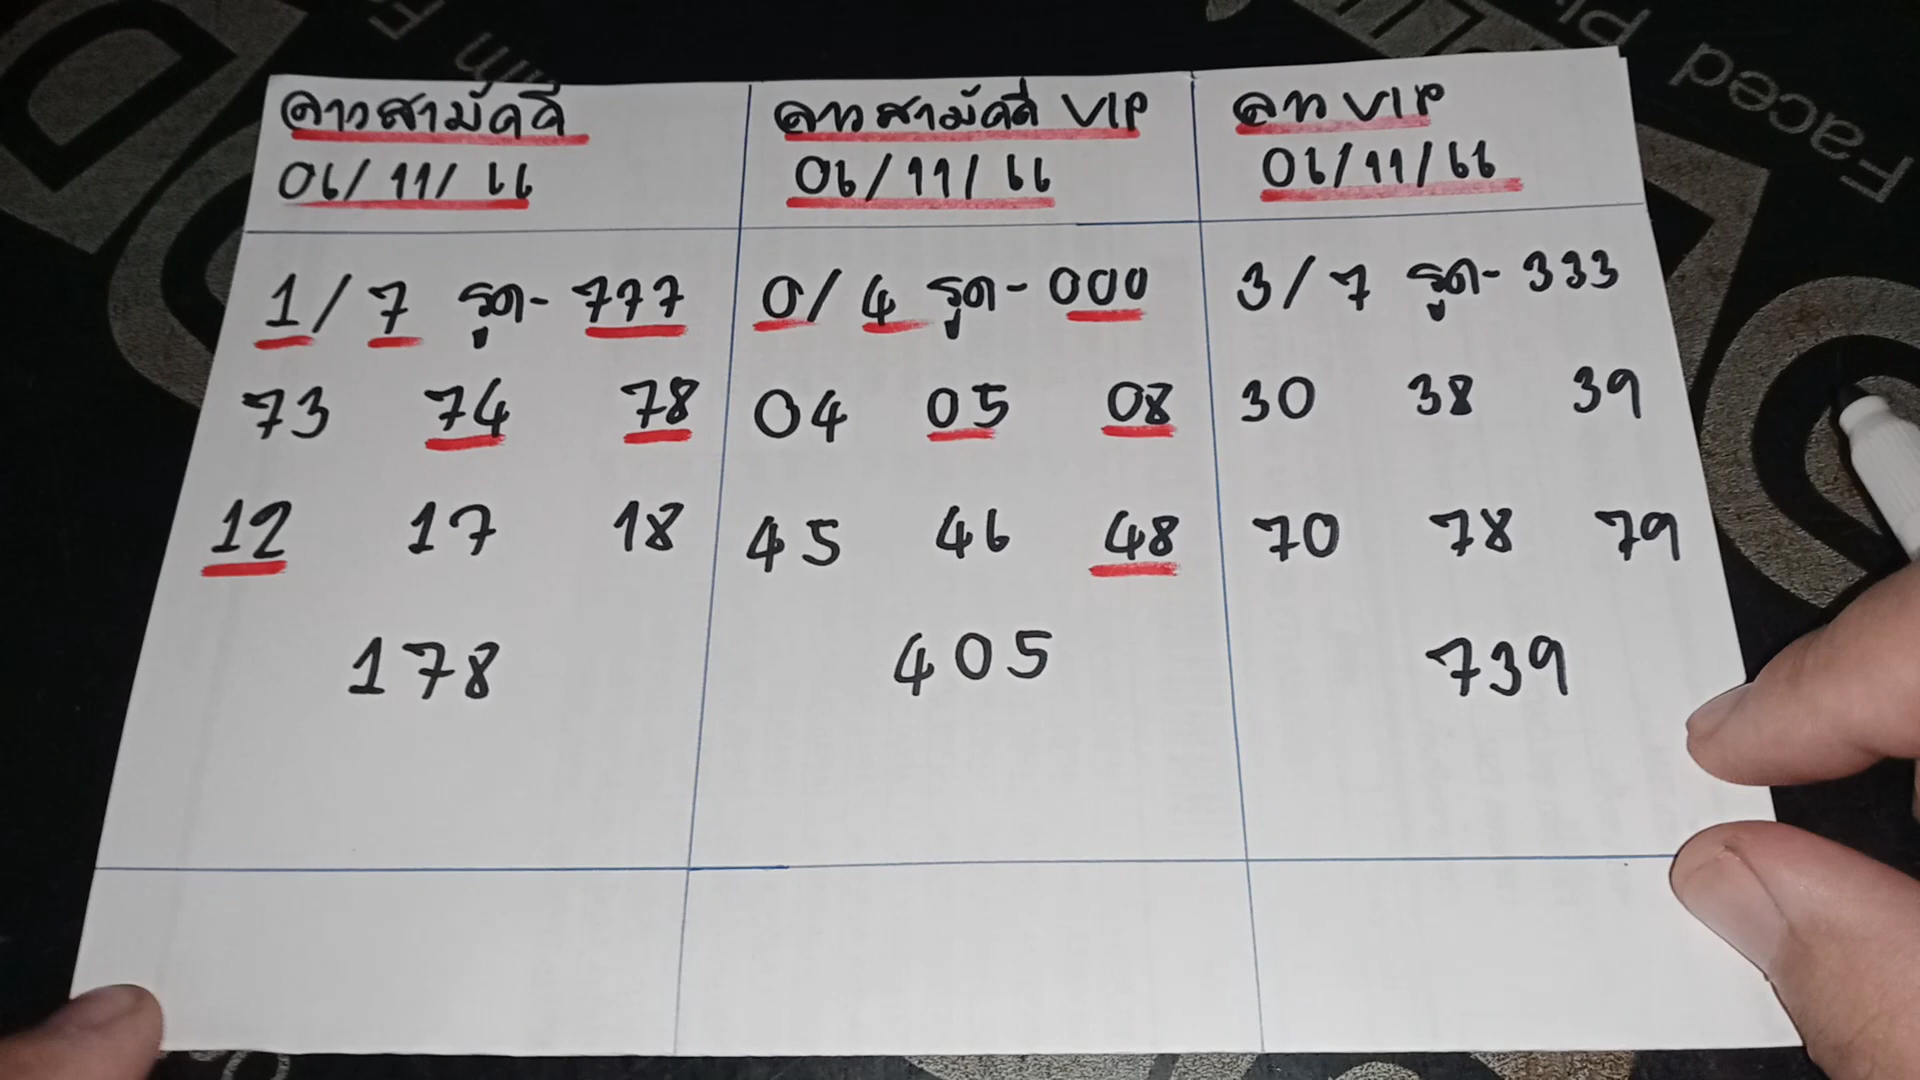 ลาวสามัคคี
06/11/66
1/7 รูด-777
73 74 78
12 17 18
178
ลาวสามัคคี VIP
06/11/66
0/4 รูด-000
04 05 08
45 46 48
405
ลาว VIP
06/11/66
3/7 รูด-333
30 38 39
70 78 79
739
Faced